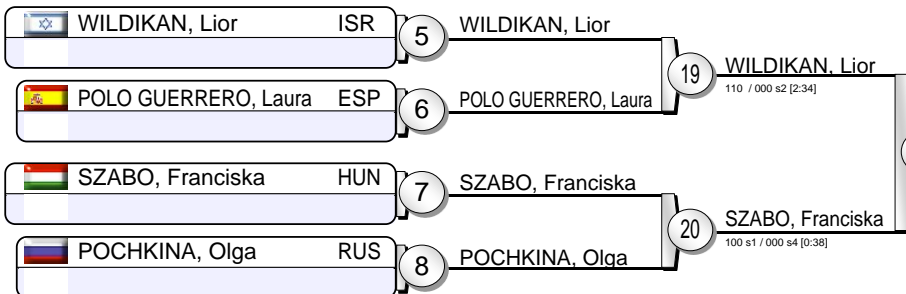 WILDIKAN, Lior ISR
5
WILDIKAN, Lior
19
WILDIKAN, Lior
110 / 000 s2 [2:34]
POLO GUERRERO, Laura ESP
6
POLO GUERRERO, Laura
SZABO, Franciska HUN
7
SZABO, Franciska
20
SZABO, Franciska
100 s1 / 000 s4 [0:38]
POCHKINA, Olga RUS
8
POCHKINA, Olga